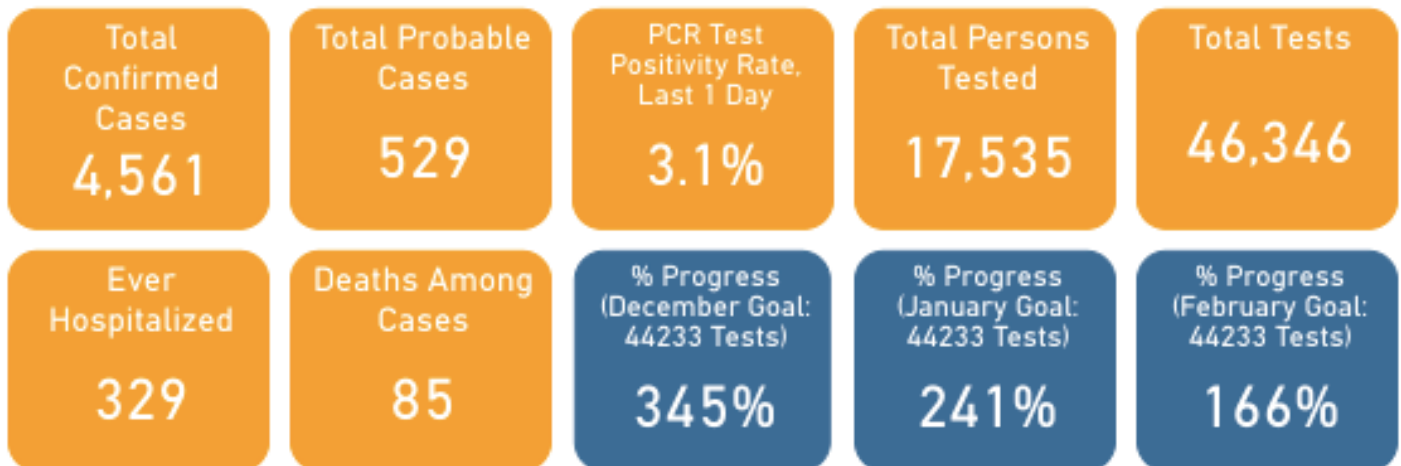 Total
Confirmed
Cases
4,561
Total Probable
Cases
529
PCR Test
Positivity Rate,
Last 1 Day
3.1%
Total Persons
Tested
17,535
Total Tests
46,346
Ever
Hospitalized
329
Deaths Among
Cases
85
% Progress
(December Goal:
44233 Tests)
345%
% Progress
(January Goal:
44233 Tests)
241%
% Progress
(February Goal:
44233 Tests)
166%